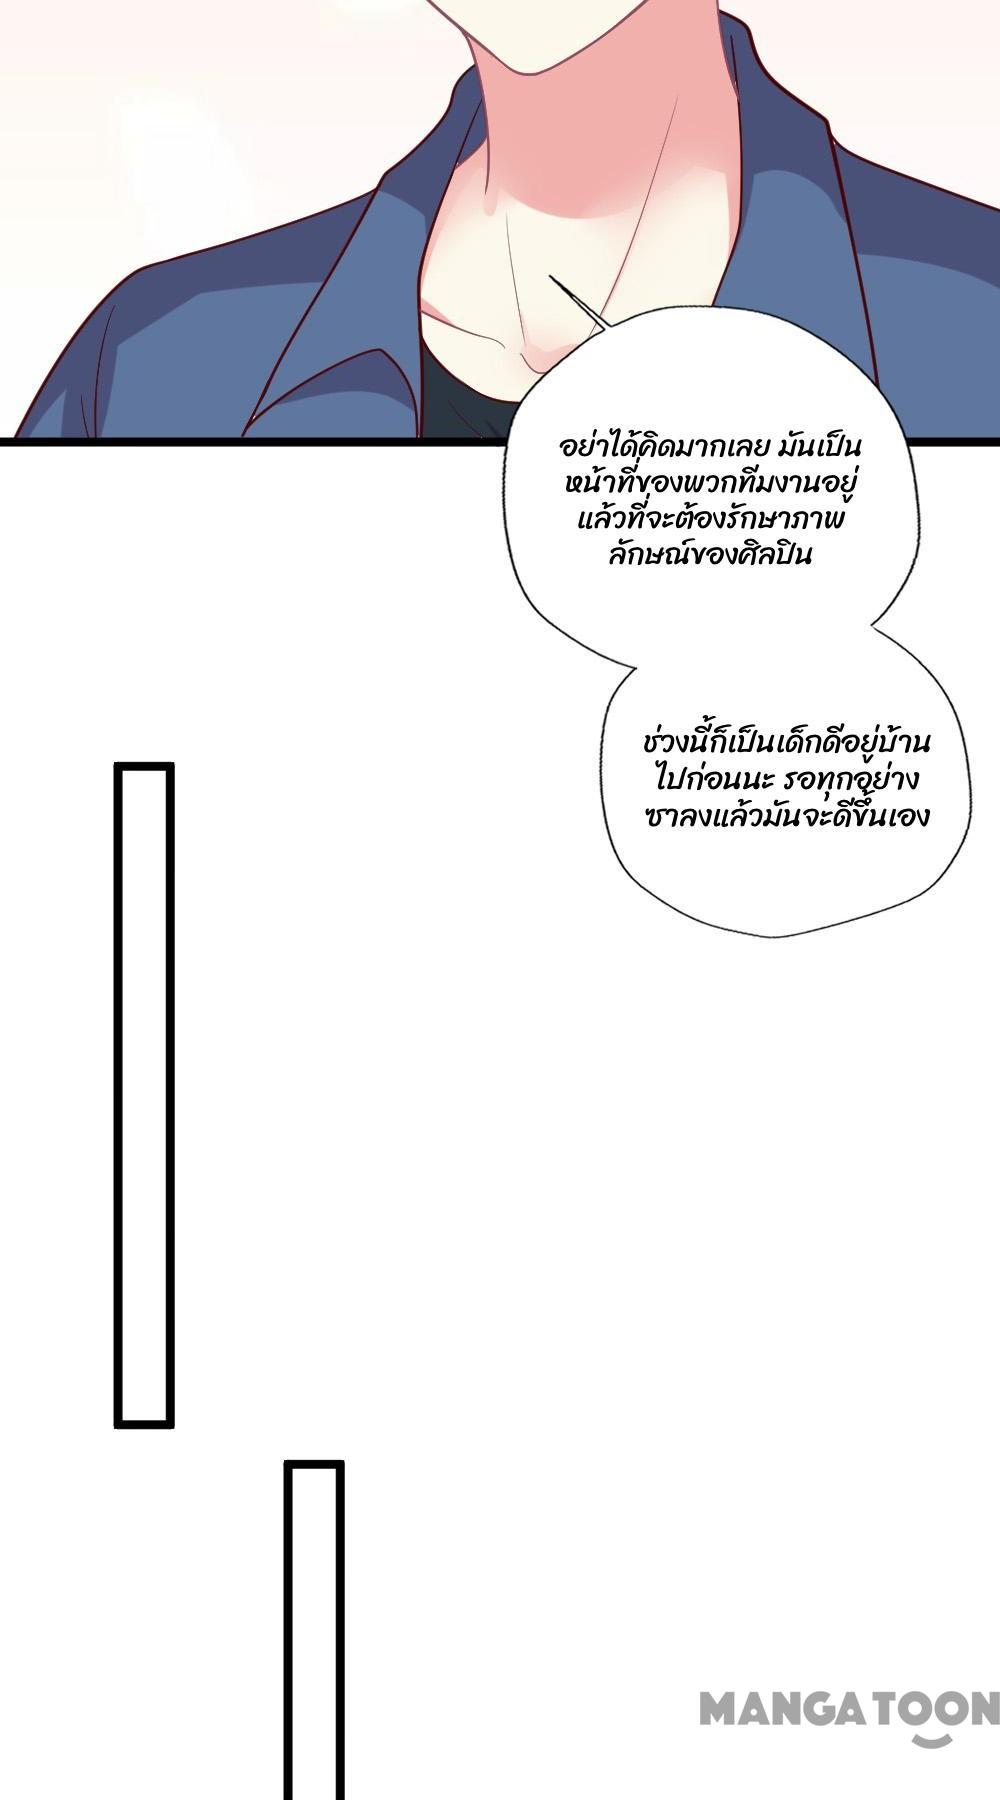 อย่าได้คิดมากเลย มันเป็น
หน้าที่ของพวกทีมงานอยู่
แล้วที่จะต้องรักษาภาพ
ลักษณ์ของศิลปิน
ช่วงนี้ก็เป็นเด็กดีอยู่บ้าน
ไปก่อนนะ รอทุกอย่าง
ซาลงแล้วมันจะดีขึ้นเอง
MANGATOON